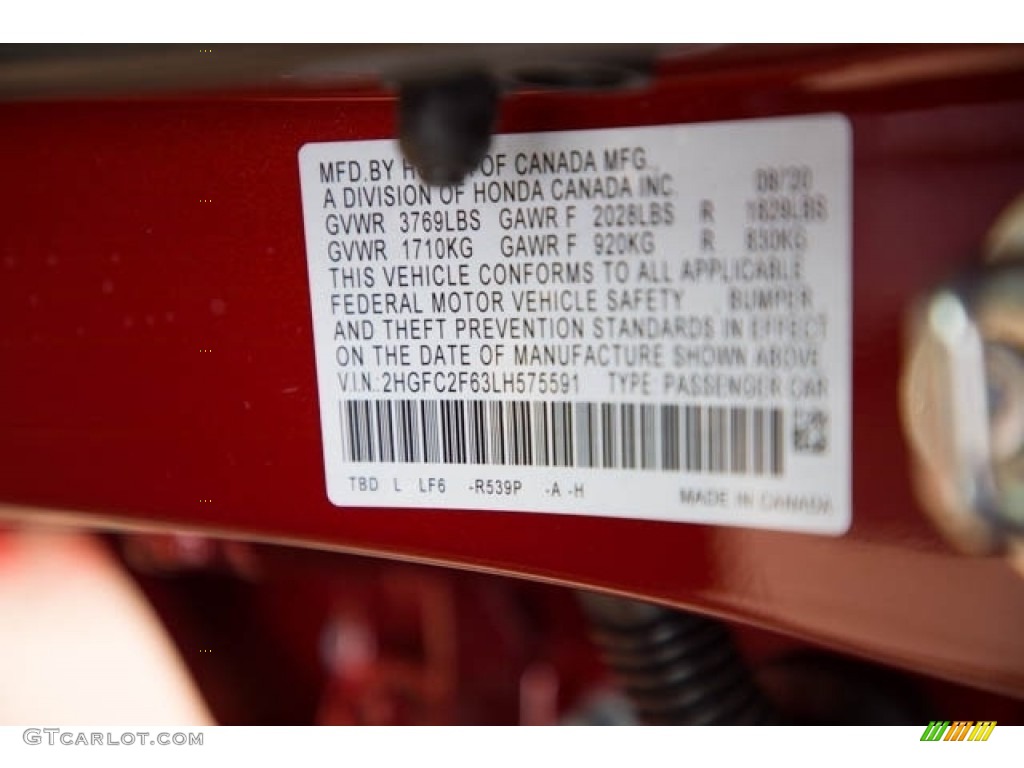 MFD.BY OF CANADA MFG., 08/20
A DIVISION OF HONDA CANADA INC.
GVWR 3769LBS GAWR F 2028LBS R 1829LBS
GVWR 1710KG GAWR F 920KG R 830KG
THIS VEHICLE CONFORMS TO ALL APPLICABLE
FEDERAL MOTOR VEHICLE SAFETY, BUMPER
AND THEFT PREVENTION STANDARDS IN EFFECT
ON THE DATE OF MANUFACTURE SHOWN ABOVE
V.I.N.:2HGFC2F63LH575591 TYPE PASSENGER CAR
TBD L LF6 -R539P -A -H MADE IN CANADA
GTCARLOT.COM